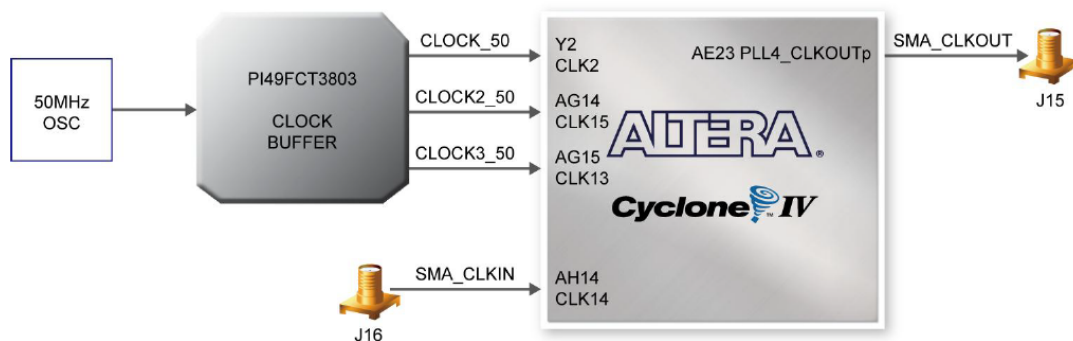 50MHz
OSC
PI49FCT3803
CLOCK
BUFFER
CLOCK_50
CLOCK2_50
CLOCK3_50
Y2
CLK2
AG14
CLK15
AG15
CLK13
AE23 PLL4_CLKOUTp
SMA_CLKOUT
J15
ALTERA®
Cyclone™ IV
SMA_CLKIN
J16
AH14
CLK14